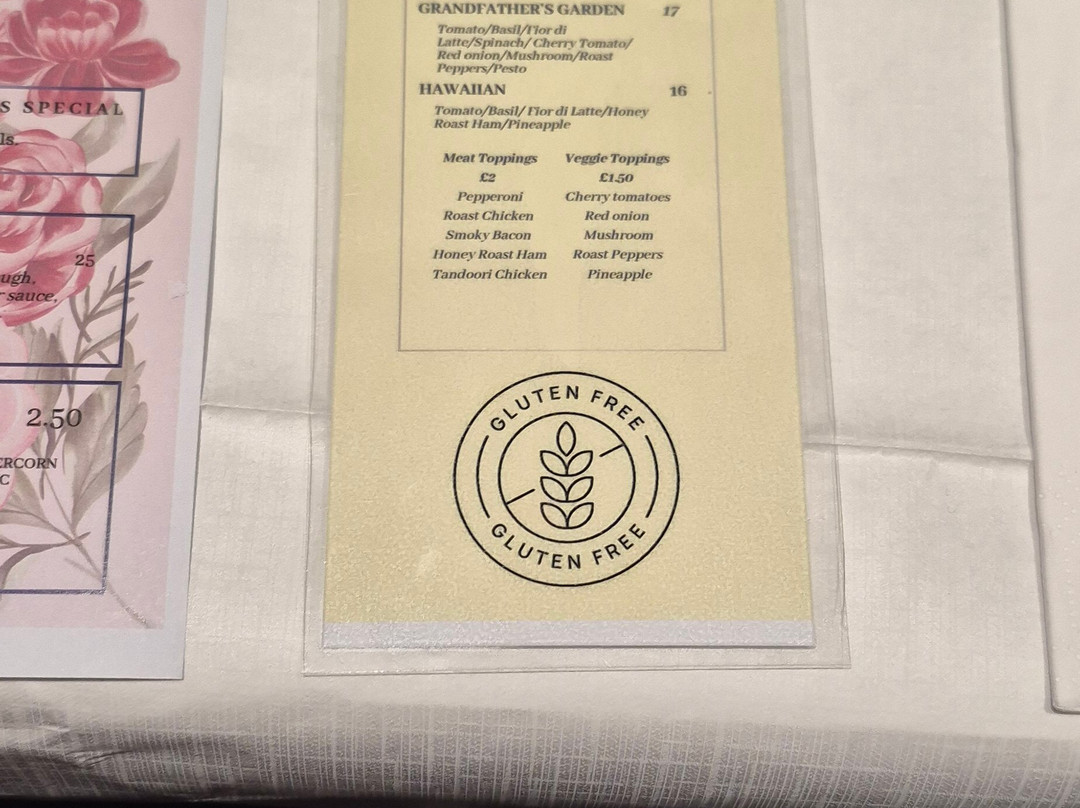 S SPECIAL
ls.
25
ugh,
sauce,
2.50
ERCORN
C
GRANDFATHER'S GARDEN 17
Tomato/Basil/Fior di
Latte/Spinach/ Cherry Tomato/
Red onion/Mushroom/Roast
Peppers/Pesto
HAWAIIAN 16
Tomato/Basil/ Fior di Latte/Honey
Roast Ham/Pineapple
Meat Toppings Veggie Toppings
£2 £1.50
Pepperoni Cherry tomatoes
Roast Chicken Red onion
Smoky Bacon Mushroom
Honey Roast Ham Roast Peppers
Tandoori Chicken Pineapple
GLUTEN FREE
GLUTEN FREE